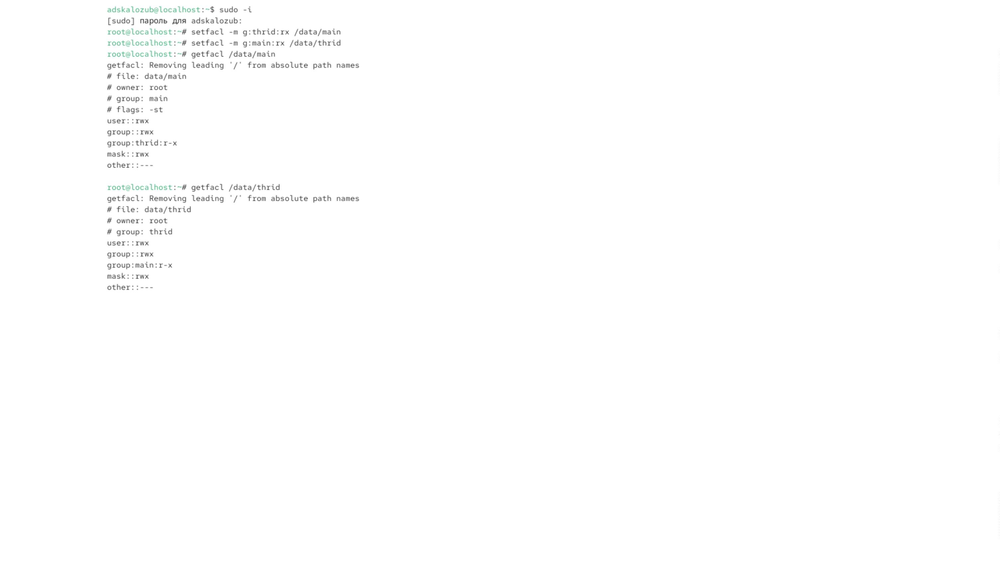 adskalozub@localhost:~$ sudo -i
[sudo] пароль для adskalozub:
root@localhost:~# setfacl -m g:thrid:rx /data/main
root@localhost:~# setfacl -m g:main:rx /data/thrid
root@localhost:~# getfacl /data/main
getfacl: Removing leading '/' from absolute path names
# file: data/main
# owner: root
# group: main
# flags: -st
user::rwx
group::rwx
group:thrid:r-x
mask::rwx
other::---
root@localhost:~# getfacl /data/thrid
getfacl: Removing leading '/' from absolute path names
# file: data/thrid
# owner: root
# group: thrid
user::rwx
group::rwx
group:main:r-x
mask::rwx
other::---